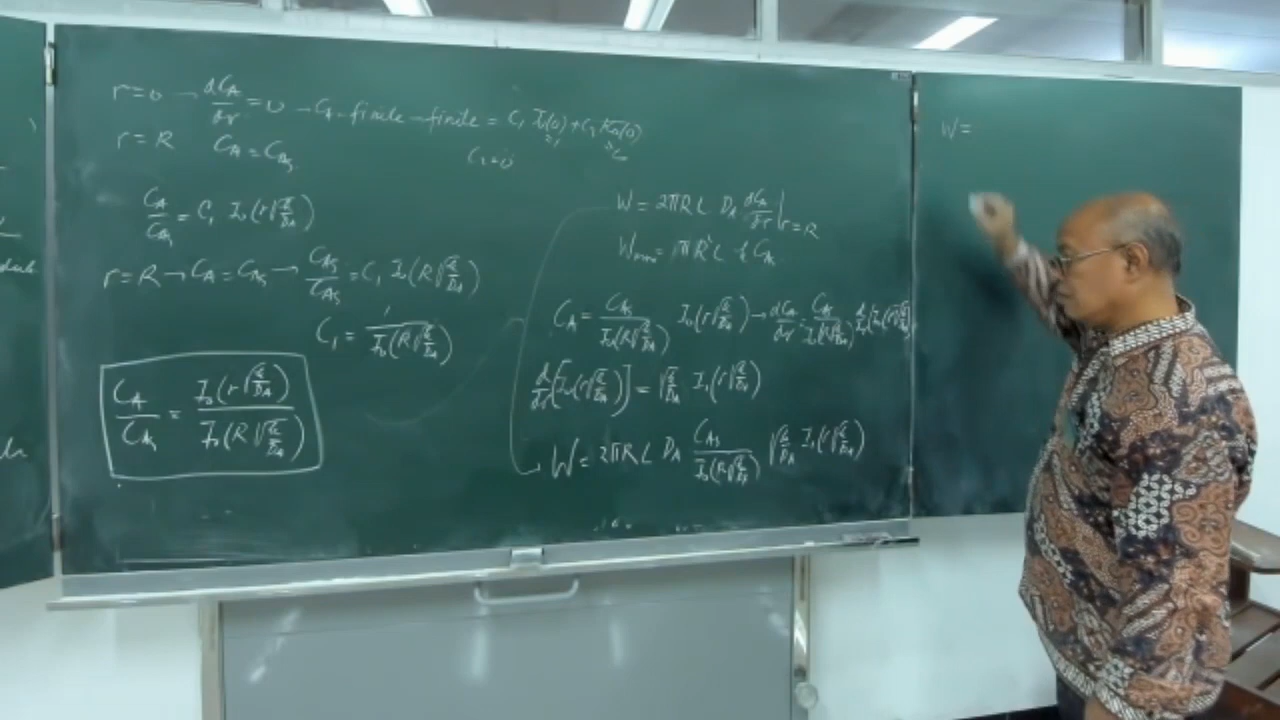 r=0 → dC_A/dr = 0 → C_A finite → finite = C_1 I_0(0) + C_2 K_0(0)
C_2=0
r=R C_A = C_As
C_A/C_As = C_1 I_0(r√(k/D_A))
r=R → C_A = C_As → C_As/C_As = C_1 I_0(R√(k/D_A))
C_1 = 1/I_0(R√(k/D_A))
C_A/C_As = I_0(r√(k/D_A))/I_0(R√(k/D_A))
W = 2πRL D_A dC_A/dr|r=R
πR²L k C_As
C_A = C_As/I_0(R√(k/D_A)) I_0(r√(k/D_A)) → dC_A/dr = C_As/I_0(R√(k/D_A)) d/dr[I_0(r√(k/D_A))]
d/dr[I_0(r√(k/D_A))] = √(k/D_A) I_1(r√(k/D_A))
W = 2πRL D_A C_As/I_0(R√(k/D_A)) √(k/D_A) I_1(r√(k/D_A))
W=